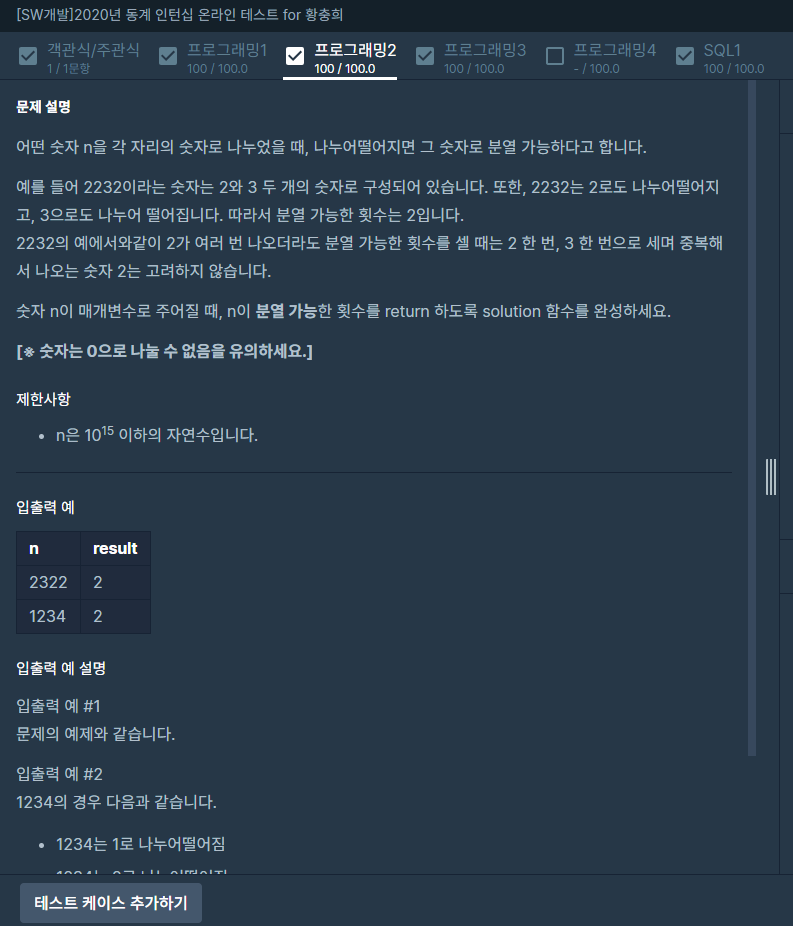 [SW개발]2020년 동계 인턴십 온라인 테스트 for 황충희
객관식/주관식 프로그래밍1 프로그래밍2 프로그래밍3 프로그래밍4 SQL1
1 / 1문항 100 / 100.0 100 / 100.0 100 / 100.0 - / 100.0 100 / 100.0
문제 설명
어떤 숫자 n을 각 자리의 숫자로 나누었을 때, 나누어떨어지면 그 숫자로 분열 가능하다고 합니다.
예를 들어 2232이라는 숫자는 2와 3 두 개의 숫자로 구성되어 있습니다. 또한, 2232는 2로도 나누어떨어지
고, 3으로도 나누어 떨어집니다. 따라서 분열 가능한 횟수는 2입니다.
2232의 예에서와같이 2가 여러 번 나오더라도 분열 가능한 횟수를 셀 때는 2 한 번, 3 한 번으로 세며 중복해
서 나오는 숫자 2는 고려하지 않습니다.
숫자 n이 매개변수로 주어질 때, n이 분열 가능한 횟수를 return 하도록 solution 함수를 완성하세요.
[※ 숫자는 0으로 나눌 수 없음을 유의하세요.]
제한사항
• n은 10¹⁵ 이하의 자연수입니다.
입출력 예
n result
2322 2
1234 2
입출력 예 설명
입출력 예 #1
문제의 예제와 같습니다.
입출력 예 #2
1234의 경우 다음과 같습니다.
• 1234는 1로 나누어떨어짐
테스트 케이스 추가하기